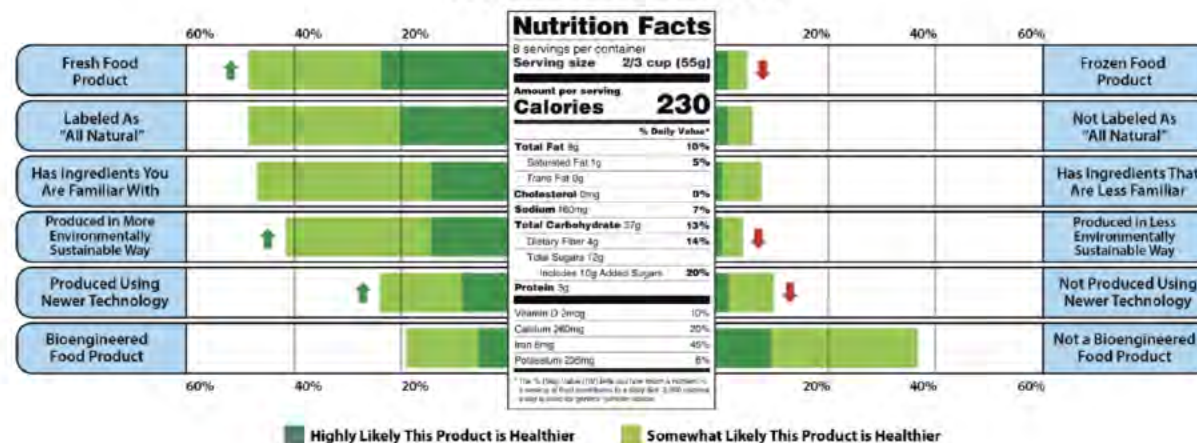 60% 40% 20% 20% 40% 60%
Fresh Food
Product
Labeled As
"All Natural"
Has Ingredients You
Are Familiar With
Produced in More
Environmentally
Sustainable Way
Produced Using
Newer Technology
Bioengineered
Food Product
Nutrition Facts
8 servings per container
Serving size 2/3 cup (55g)
Amount per serving
Calories 230
% Daily Value*
Total Fat 8g 10%
Saturated Fat 1g 5%
Trans Fat 0g
Cholesterol 0mg 0%
Sodium 160mg 7%
Total Carbohydrate 37g 13%
Dietary Fiber 4g 14%
Total Sugars 12g
Includes 10g Added Sugars 20%
Protein 3g
Vitamin D 2mcg 10%
Calcium 260mg 20%
Iron 8mg 45%
Potassium 235mg 6%
Frozen Food
Product
Not Labeled As
"All Natural"
Has Ingredients That
Are Less Familiar
Produced in Less
Environmentally
Sustainable Way
Not Produced Using
Newer Technology
Not a Bioengineered
Food Product
60% 40% 20% 20% 40% 60%
Highly Likely This Product is Healthier Somewhat Likely This Product is Healthier